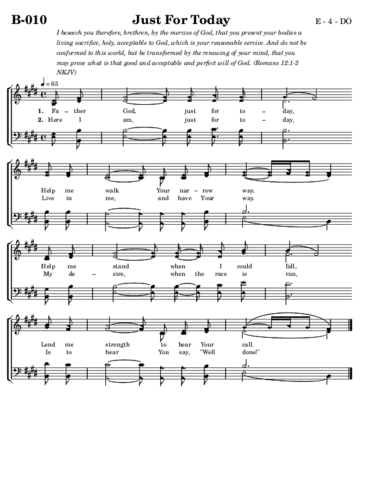 B-010 Just For Today E - 4 - DO
I beseech you therefore, brethren, by the mercies of God, that you present your bodies a
living sacrifice, holy, acceptable to God, which is your reasonable service. And do not be
conformed to this world, but be transformed by the renewing of your mind, that you
may prove what is that good and acceptable and perfect will of God. (Romans 12:1-2
NKJV)
= 65
1. Fa - ther God, just for to - day,
2. Here I am, just for to - day,
Help me walk Your nar - row way.
Live in me, and have Your way.
Help me stand when I could fall,
My de - sire, when the race is run,
Lend me strength to hear Your call.
Is to hear You say, "Well done!"